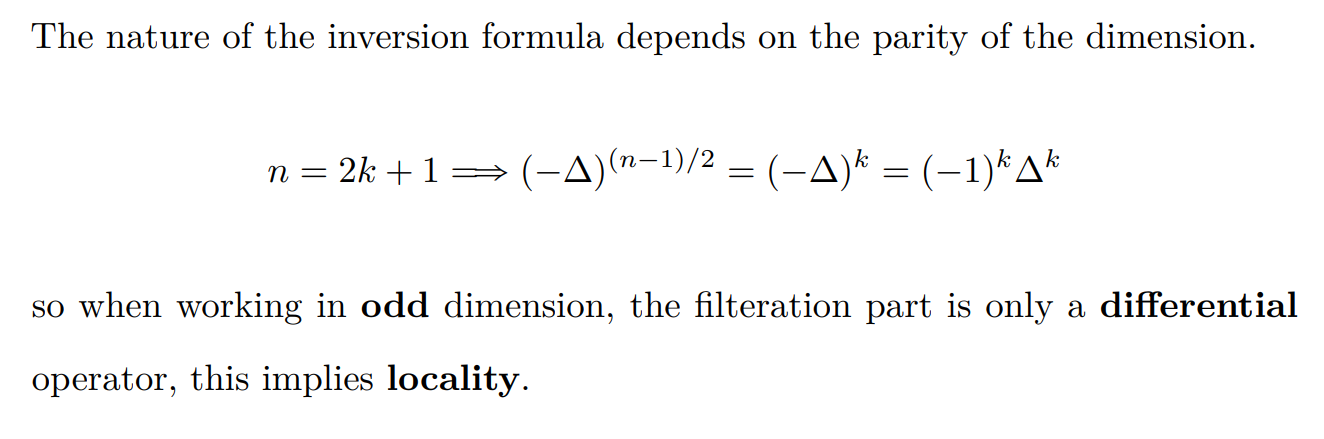 The nature of the inversion formula depends on the parity of the dimension.
n = 2k + 1 ⟹ (−Δ)^{(n−1)/2} = (−Δ)^k = (−1)^k Δ^k
so when working in odd dimension, the filteration part is only a differential
operator, this implies locality.